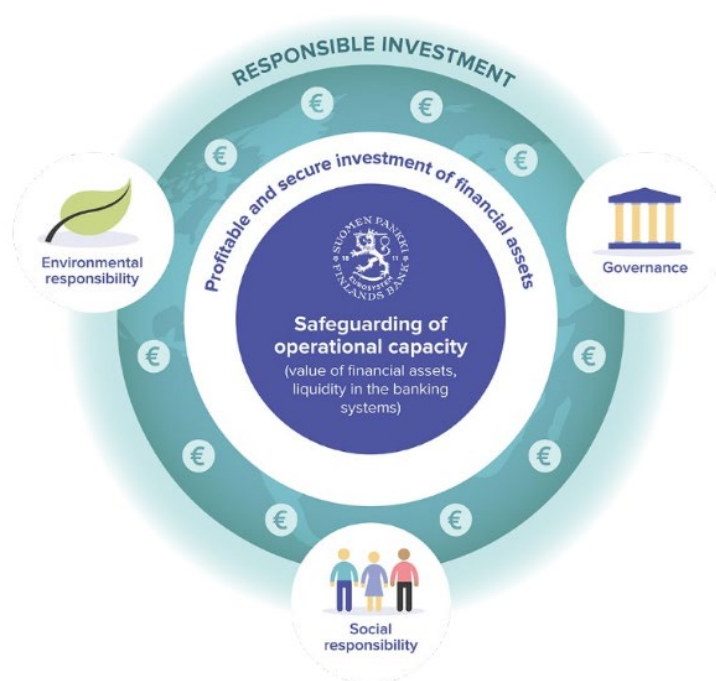 RESPONSIBLE INVESTMENT
€ €
€ €
Profitable and secure investment of financial assets
Environmental
responsibility
Governance
SUOMEN PANKKI
18 11
EUROSYSTEM
FINLANDS BANK
Safeguarding of
operational capacity
(value of financial assets,
liquidity in the banking
systems)
€ €
€ €
€ €
Social
responsibility